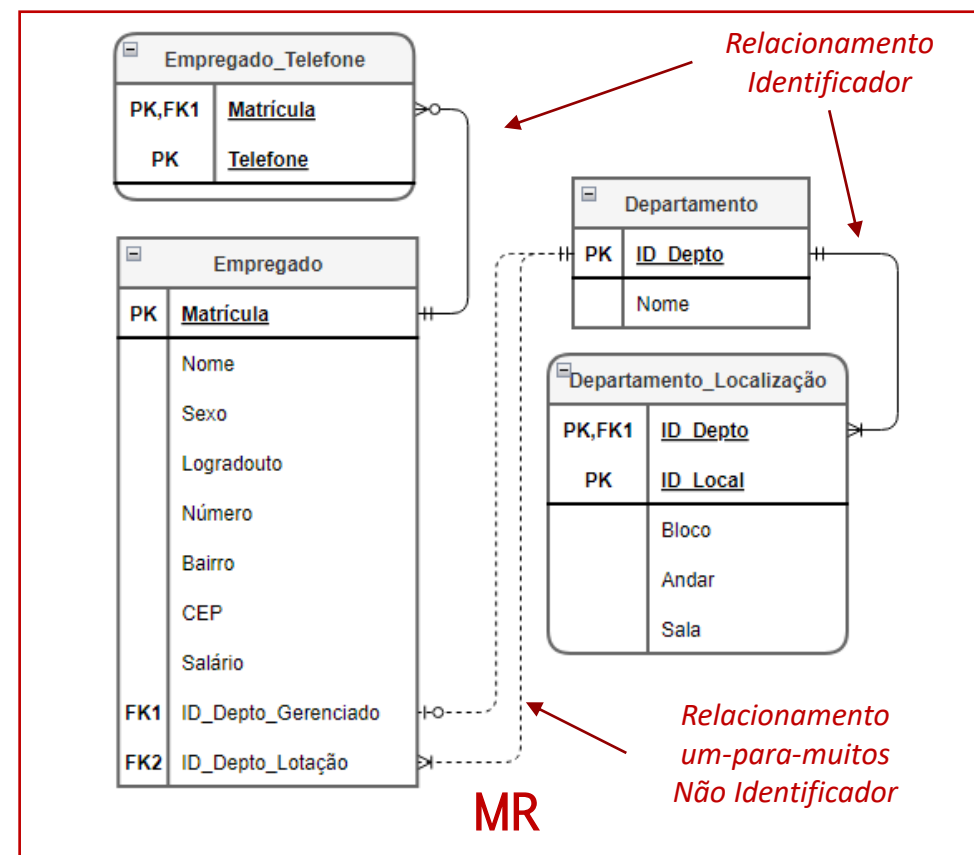 Relacionamento
Identificador
Empregado_Telefone
PK,FK1 Matrícula
PK Telefone
Departamento
PK ID_Depto
Nome
Empregado
PK Matrícula
Nome
Sexo
Logradouto
Número
Bairro
CEP
Salário
FK1 ID_Depto_Gerenciado
FK2 ID_Depto_Lotação
Departamento_Localização
PK,FK1 ID_Depto
PK ID_Local
Bloco
Andar
Sala
Relacionamento
um-para-muitos
Não Identificador
MR